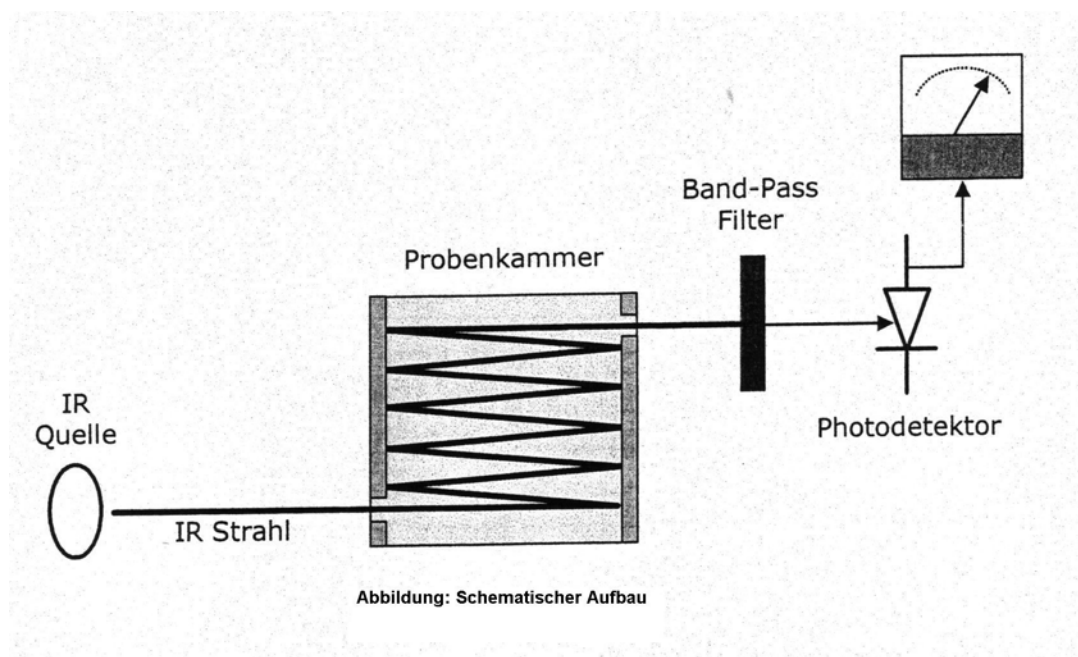 Band-Pass
Filter
Probenkammer
IR
Quelle
Photodetektor
IR Strahl
Abbildung: Schematischer Aufbau